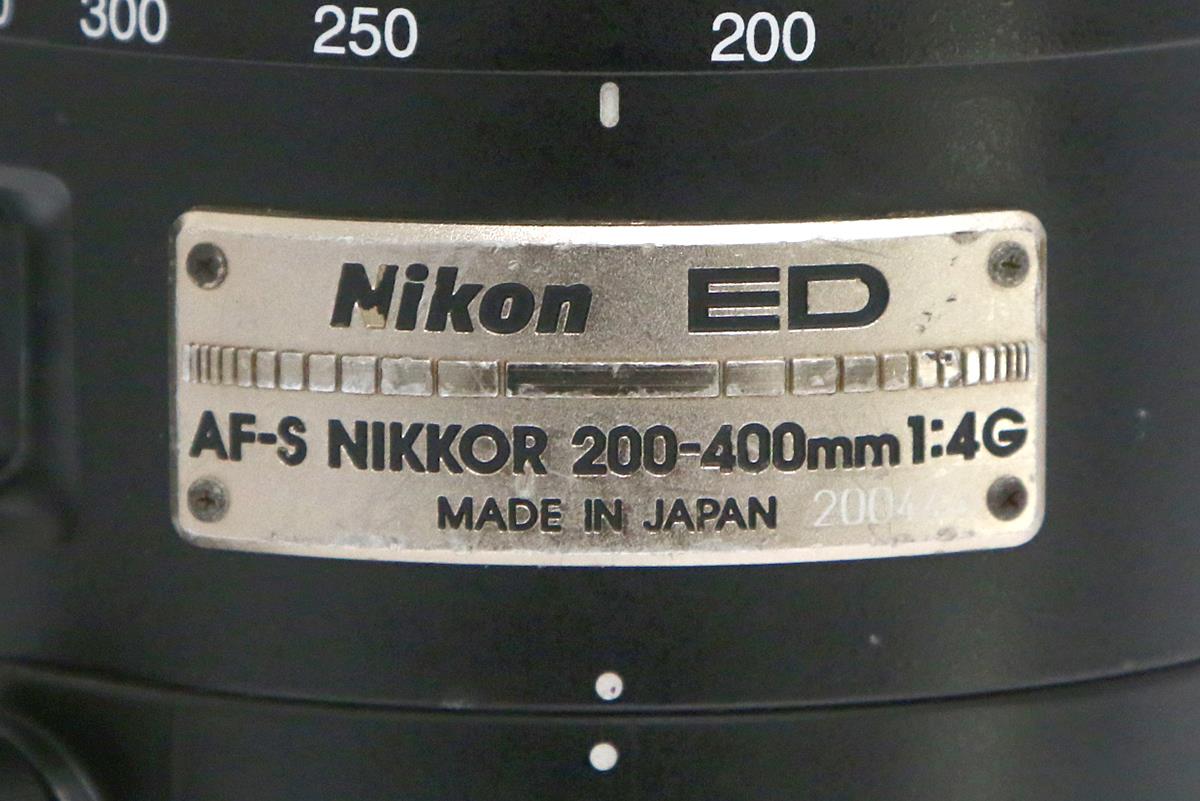 300 250 200
Nikon ED
AF-S NIKKOR 200-400mm 1:4G
MADE IN JAPAN